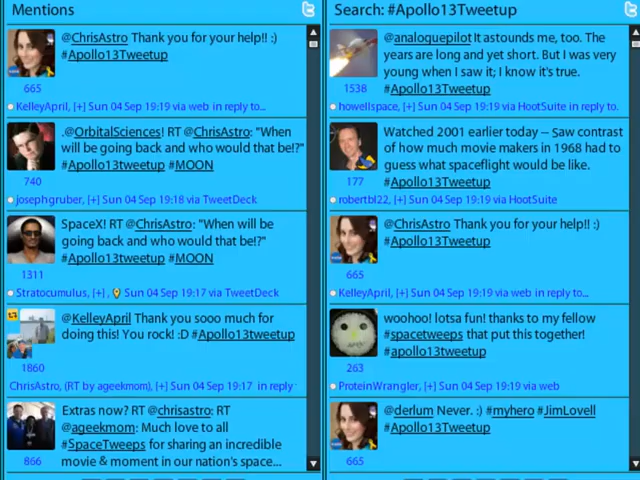 Mentions
@ChrisAstro Thank you for your help!! :)
#Apollo13Tweetup
665
KelleyApril, [+] Sun 04 Sep 19:19 via web in reply to...
.@OrbitalSciences! RT @ChrisAstro: "When
will be going back and who would that be!?"
#Apollo13tweetup #MOON
740
josephgruber, [+] Sun 04 Sep 19:18 via TweetDeck
SpaceX! RT @ChrisAstro: "When will be
going back and who would that be!?"
#Apollo13tweetup #MOON
1311
Stratocumulus, [+], Sun 04 Sep 19:17 via TweetDeck
@KelleyApril Thank you sooo much for
doing this! You rock! :D #Apollo13tweetup
1860
ChrisAstro, (RT by ageekmom), [+] Sun 04 Sep 19:17 in reply
Extras now? RT @chrisastro: RT
@ageekmom: Much love to all
#SpaceTweeps for sharing an incredible
movie & moment in our nation's space...
866
Search: #Apollo13Tweetup
@analoguepilot It astounds me, too. The
years are long and yet short. But I was very
young when I saw it; I know it's true.
#Apollo13Tweetup
1538
howellspace, [+] Sun 04 Sep 19:19 via HootSuite in reply to.
Watched 2001 earlier today -- Saw contrast
of how much movie makers in 1968 had to
guess what spaceflight would be like.
#Apollo13Tweetup
177
robertbl22, [+] Sun 04 Sep 19:19 via HootSuite
@ChrisAstro Thank you for your help!! :)
#Apollo13Tweetup
665
KelleyApril, [+] Sun 04 Sep 19:19 via web in reply to...
woohoo! lotsa fun! thanks to my fellow
#spacetweeps that put this together!
#apollo13tweetup
263
ProteinWrangler, [+] Sun 04 Sep 19:19 via web
@derlum Never. :) #myhero #JimLovell
#Apollo13Tweetup
665